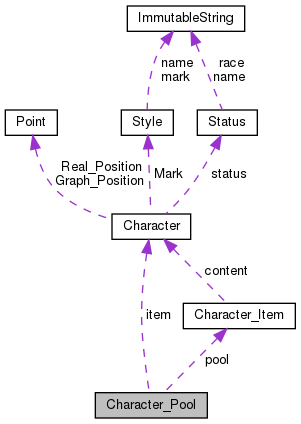 ImmutableString
name
mark
race
name
Point
Style
Status
Real_Position
Graph_Position
Mark
status
Character
content
item
Character_Item
pool
Character_Pool